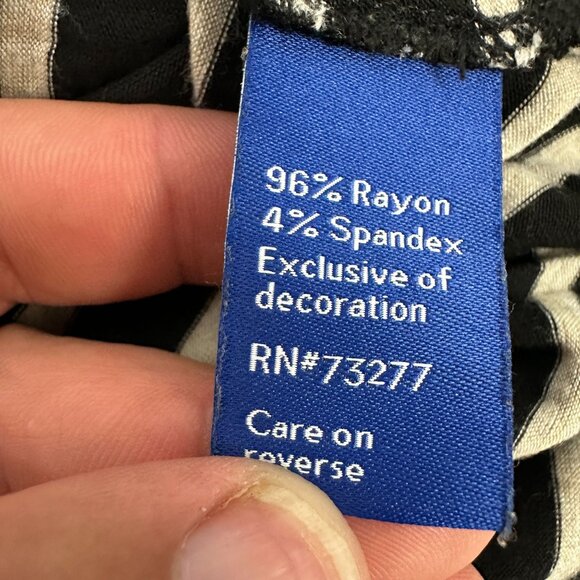 96% Rayon
4% Spandex
Exclusive of
decoration
RN#73277
Care on
reverse